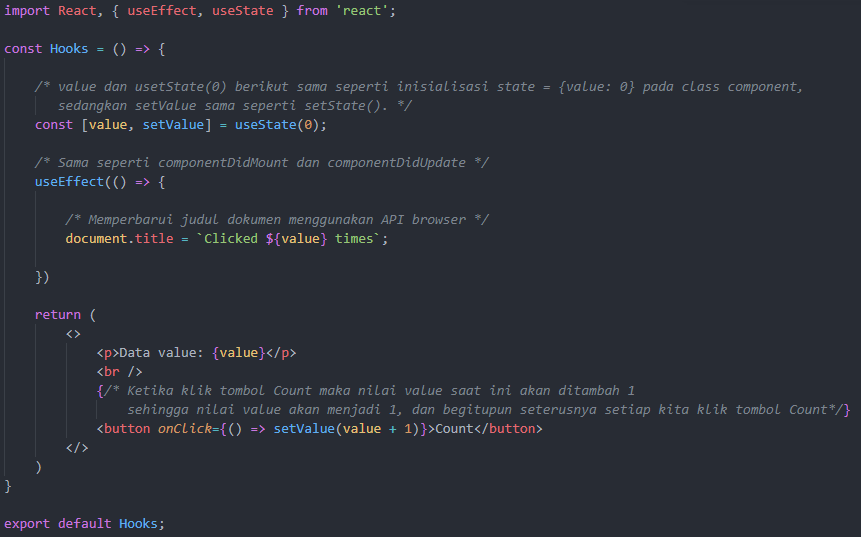 import React, { useEffect, useState } from 'react';
const Hooks = () => {
/* value dan usetState(0) berikut sama seperti inisialisasi state = {value: 0} pada class component,
sedangkan setValue sama seperti setState(). */
const [value, setValue] = useState(0);
/* Sama seperti componentDidMount dan componentDidUpdate */
useEffect(() => {
/* Memperbarui judul dokumen menggunakan API browser */
document.title = `Clicked ${value} times`;
})
return (
<>
<p>Data value: {value}</p>
<br />
{/* Ketika klik tombol Count maka nilai value saat ini akan ditambah 1
sehingga nilai value akan menjadi 1, dan begitupun seterusnya setiap kita klik tombol Count*/}
<button onClick={() => setValue(value + 1)}>Count</button>
</>
)
}
export default Hooks;